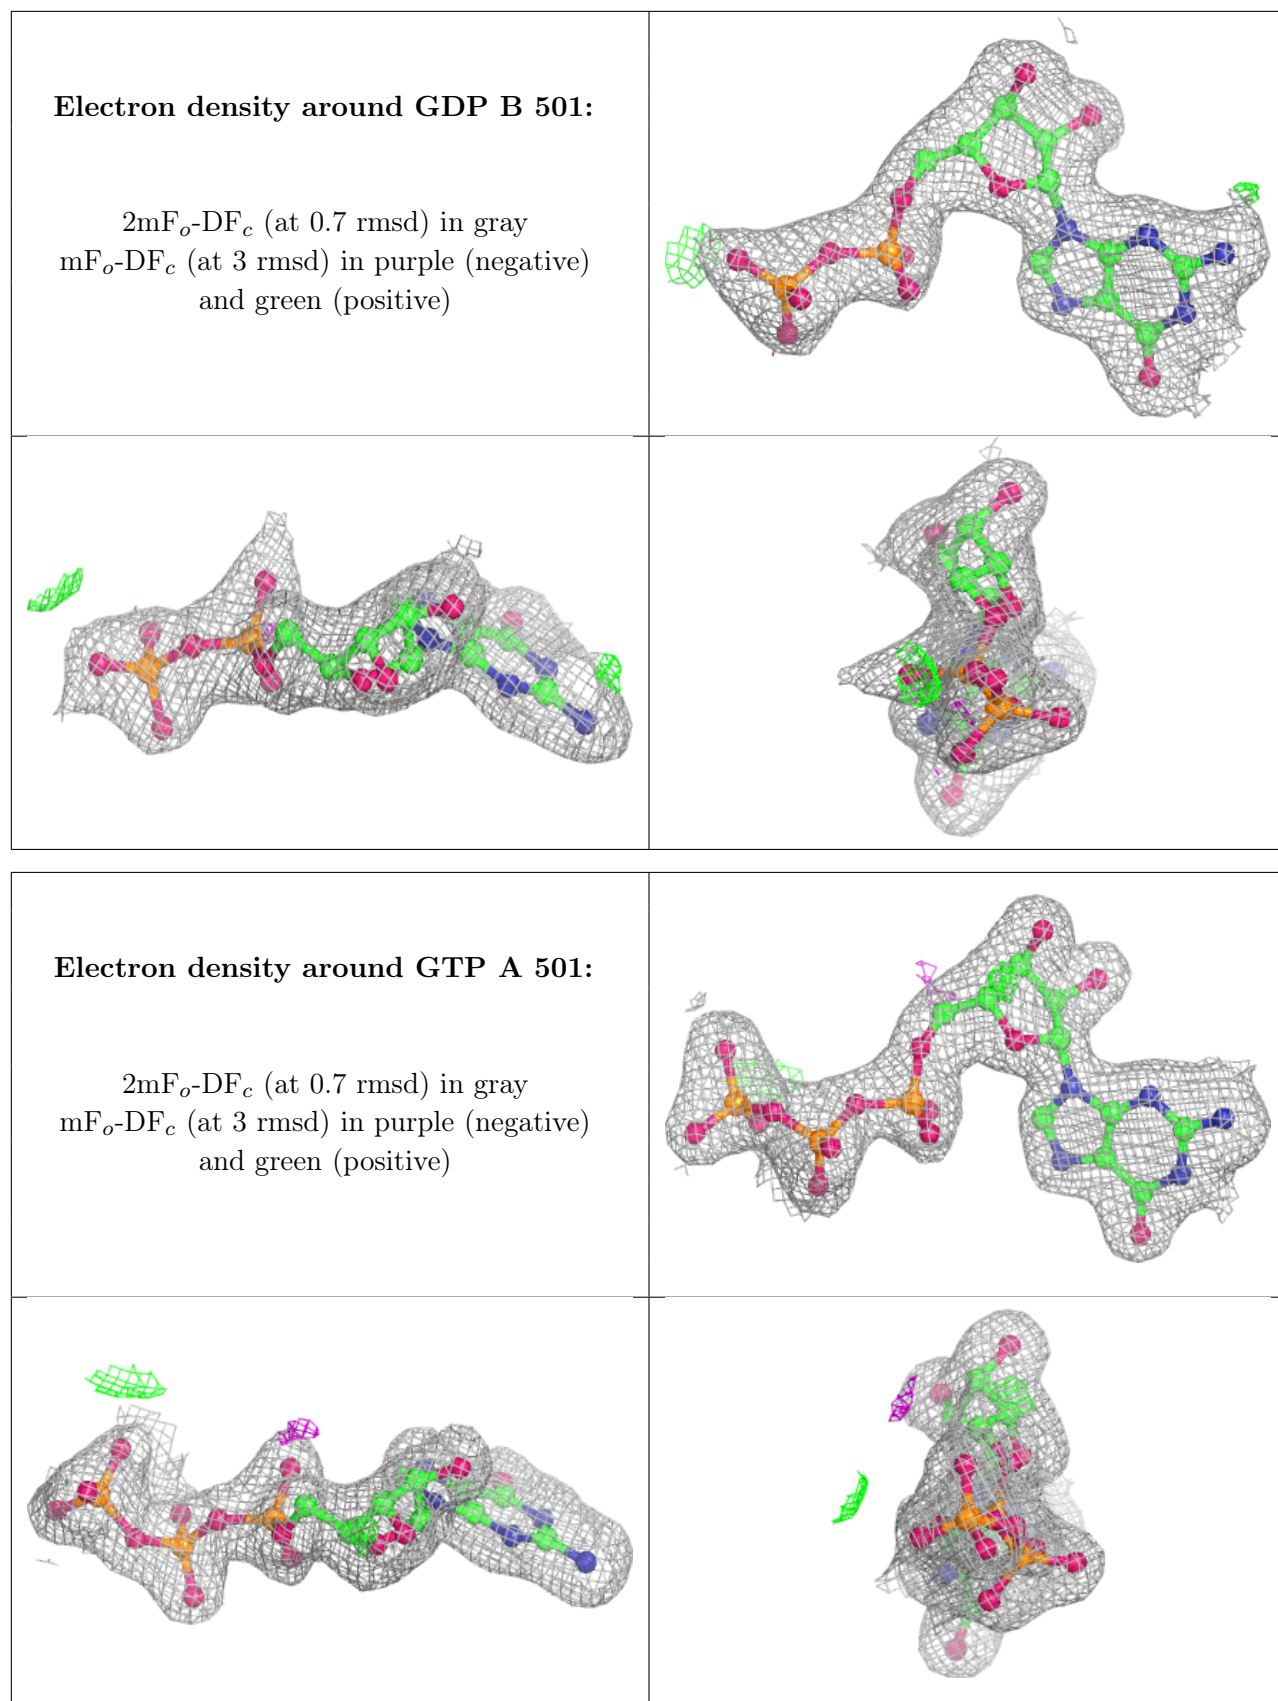 Electron density around GDP B 501:
2mFo-DFc (at 0.7 rmsd) in gray
mFo-DFc (at 3 rmsd) in purple (negative)
and green (positive)
Electron density around GTP A 501:
2mFo-DFc (at 0.7 rmsd) in gray
mFo-DFc (at 3 rmsd) in purple (negative)
and green (positive)